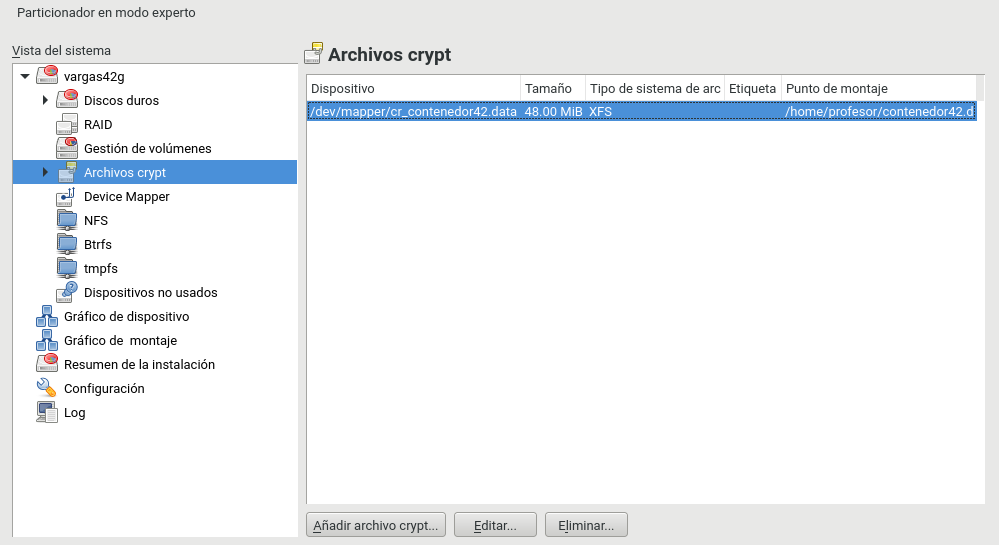 Particionador en modo experto
Vista del sistema
vargas42g
Discos duros
RAID
Gestión de volúmenes
Archivos crypt
Device Mapper
NFS
Btrfs
tmpfs
Dispositivos no usados
Gráfico de dispositivo
Gráfico de montaje
Resumen de la instalación
Configuración
Log
Archivos crypt
Dispositivo Tamaño Tipo de sistema de arc Etiqueta Punto de montaje
/dev/mapper/cr_contenedor42.data 48.00 MiB XFS /home/profesor/contenedor42.d
Añadir archivo crypt... Editar... Eliminar...